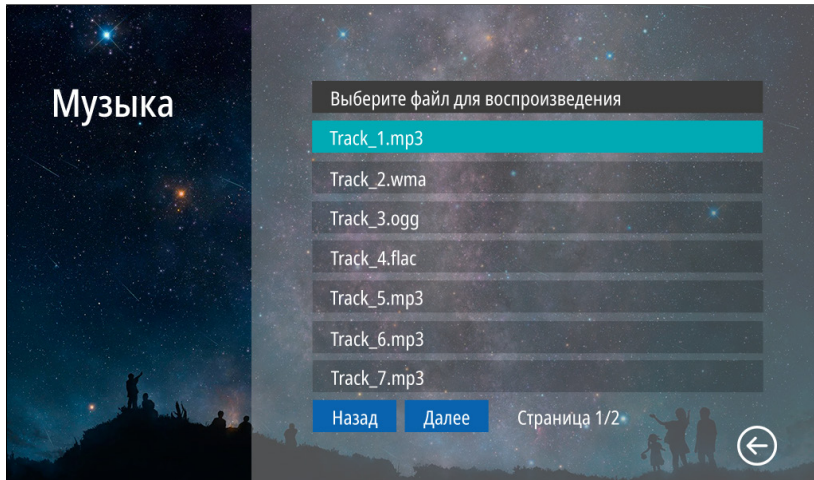 Музыка
Выберите файл для воспроизведения
Track_1.mp3
Track_2.wma
Track_3.ogg
Track_4.flac
Track_5.mp3
Track_6.mp3
Track_7.mp3
Назад Далее Страница 1/2